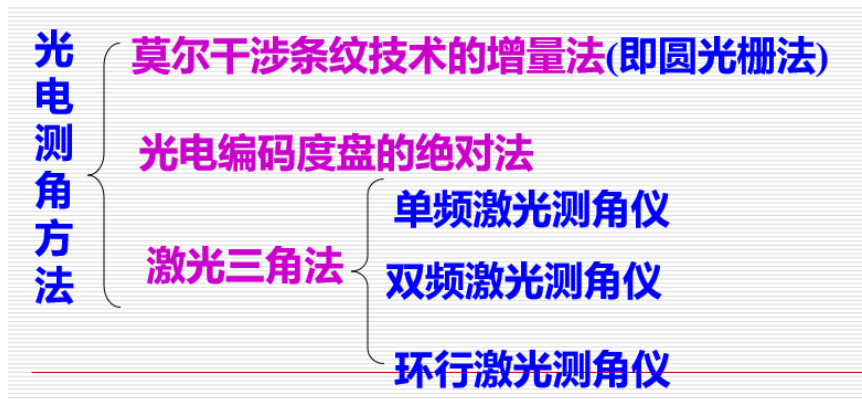 光电测角方法
莫尔干涉条纹技术的增量法(即圆光栅法)
光电编码度盘的绝对法
激光三角法
单频激光测角仪
双频激光测角仪
环行激光测角仪